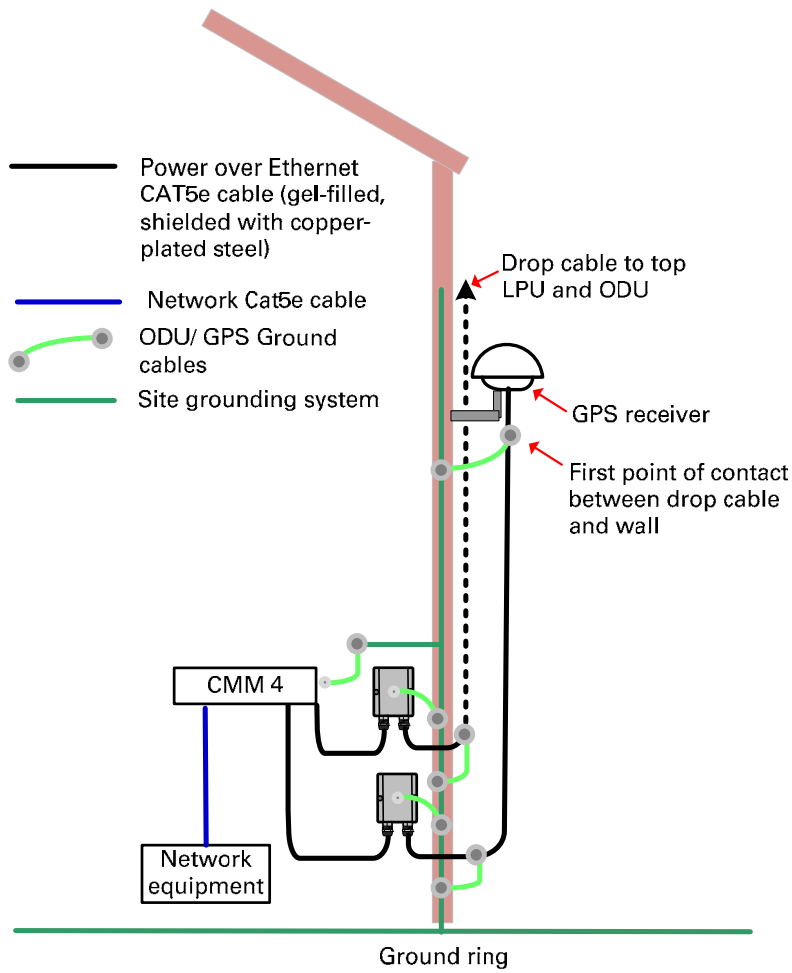 Power over Ethernet
CAT5e cable (gel-filled,
shielded with copper-
plated steel)
Network Cat5e cable
ODU/ GPS Ground
cables
Site grounding system
Drop cable to top
LPU and ODU
GPS receiver
First point of contact
between drop cable
and wall
CMM 4
Network
equipment
Ground ring